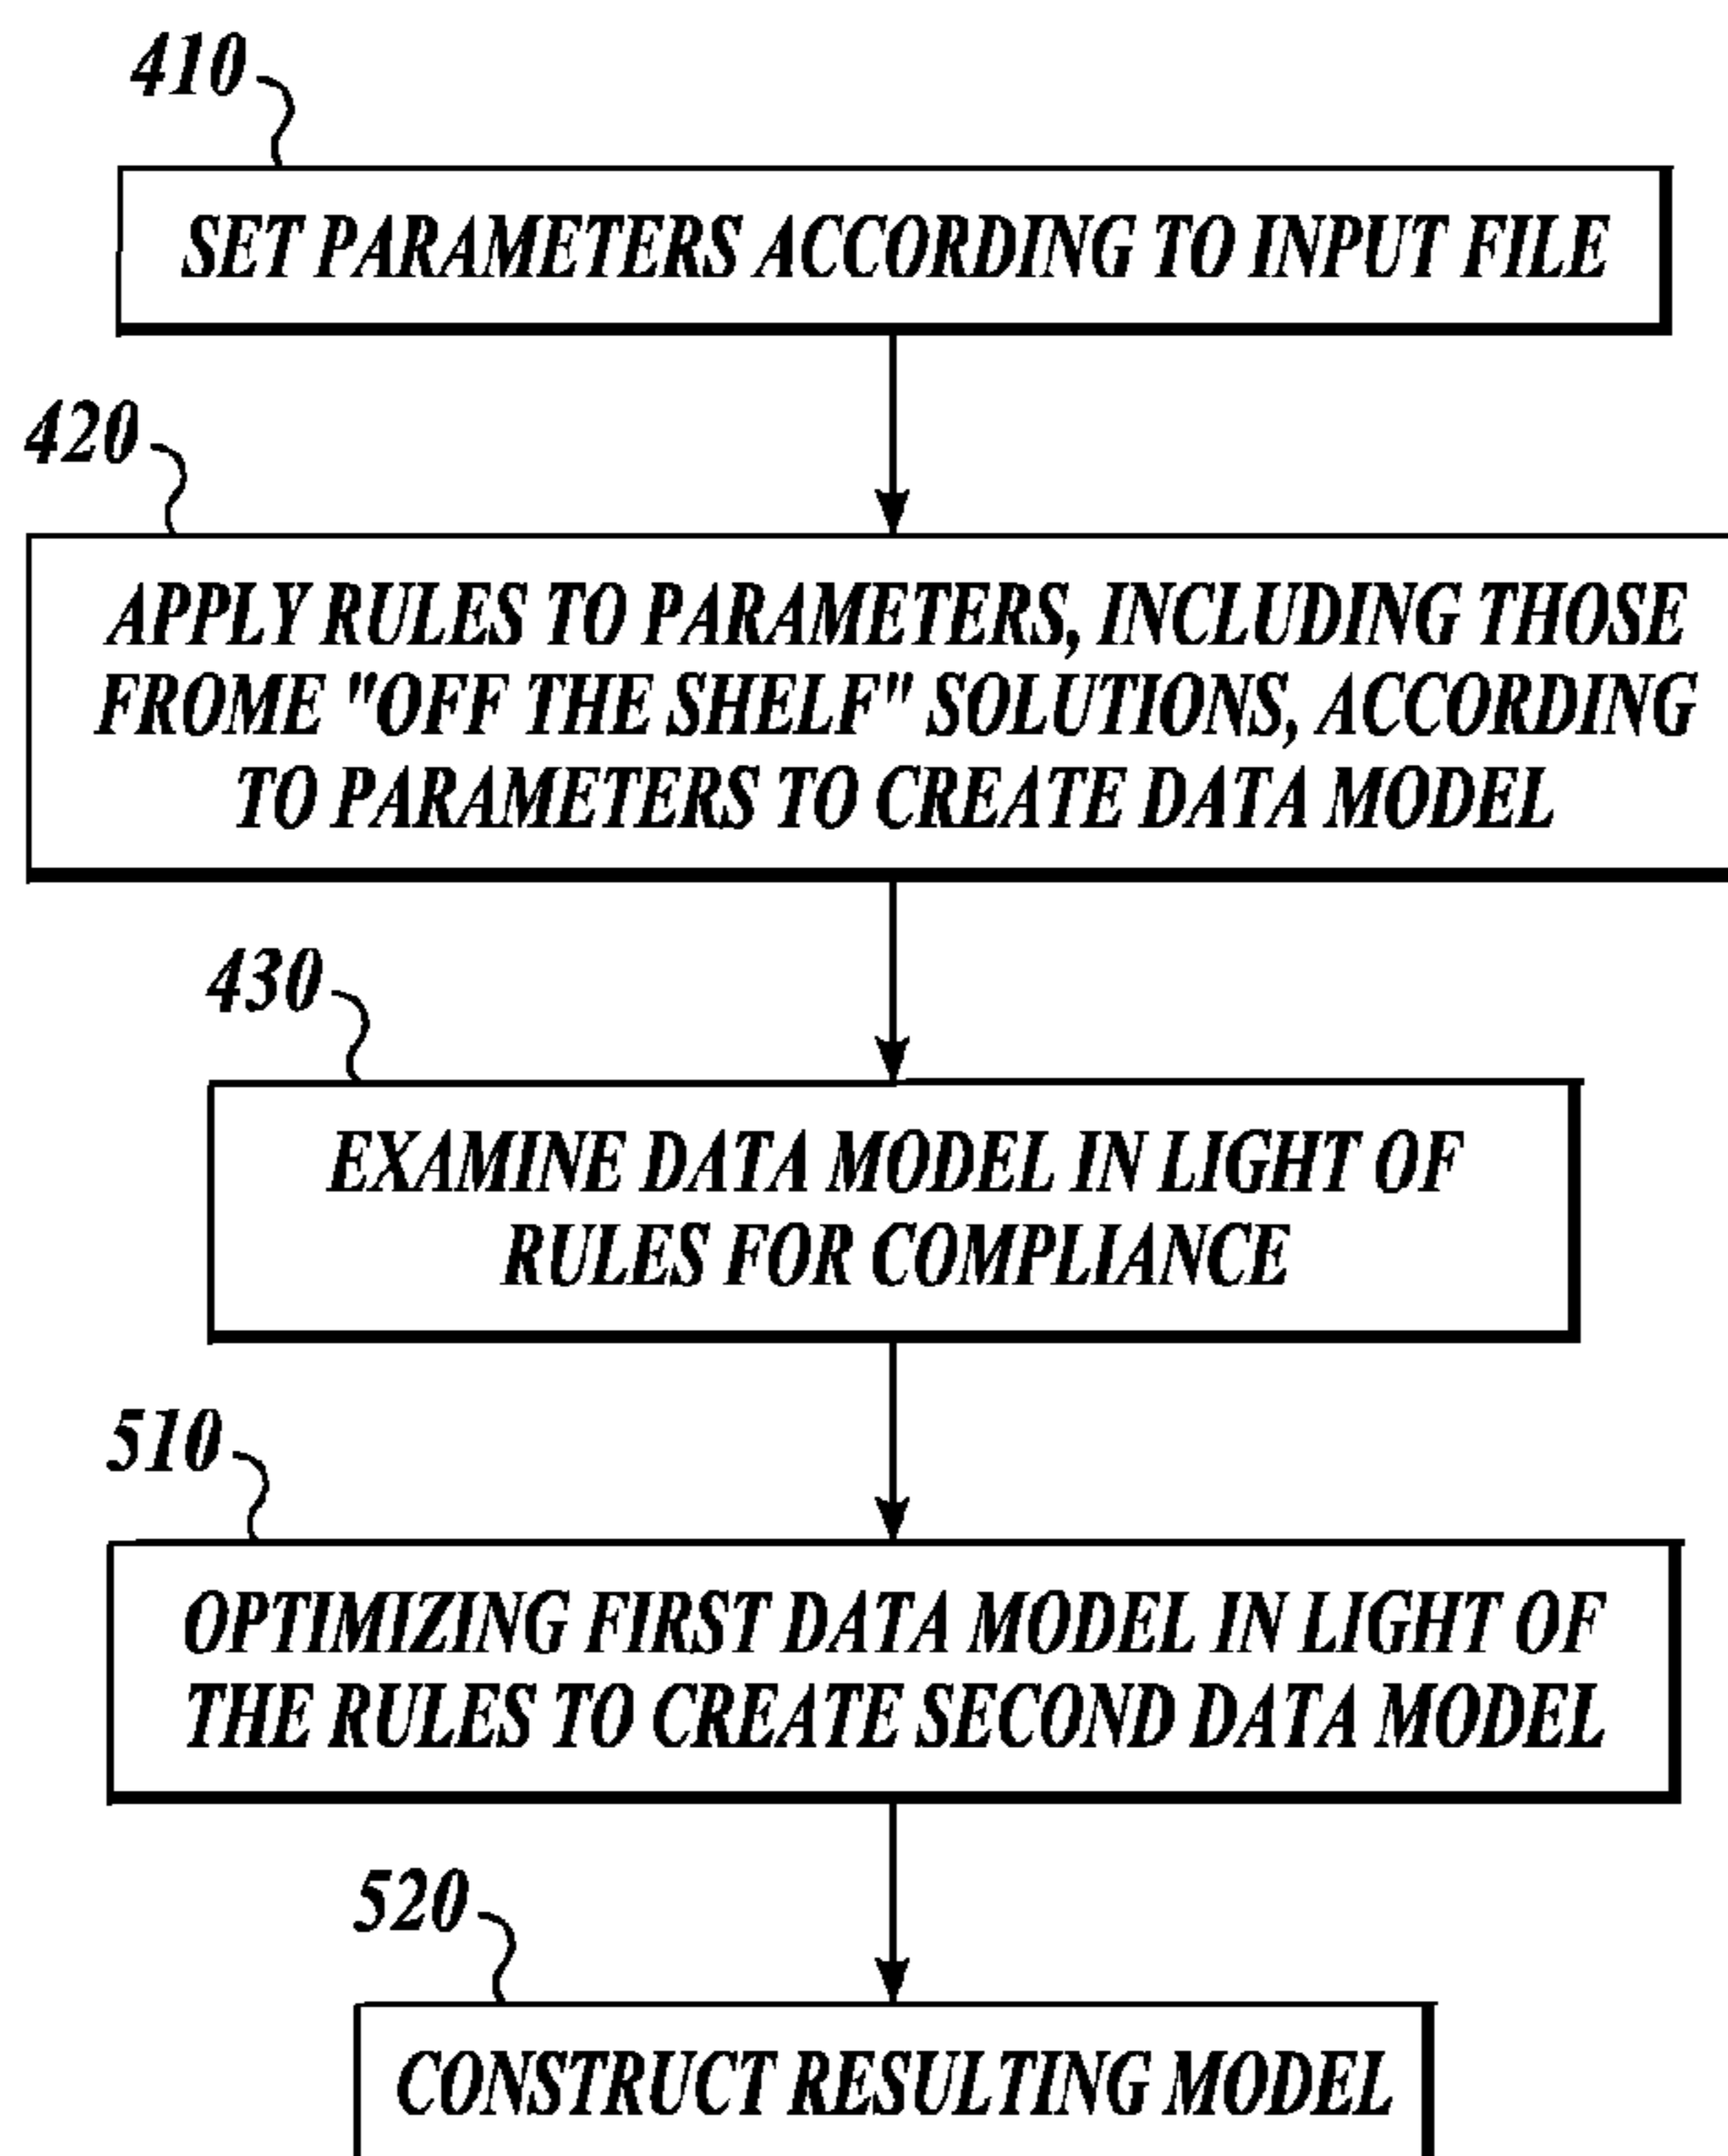 410
SET PARAMETERS ACCORDING TO INPUT FILE
420
APPLY RULES TO PARAMETERS, INCLUDING THOSE
FROME "OFF THE SHELF" SOLUTIONS, ACCORDING
TO PARAMETERS TO CREATE DATA MODEL
430
EXAMINE DATA MODEL IN LIGHT OF
RULES FOR COMPLIANCE
510
OPTIMIZING FIRST DATA MODEL IN LIGHT OF
THE RULES TO CREATE SECOND DATA MODEL
520
CONSTRUCT RESULTING MODEL